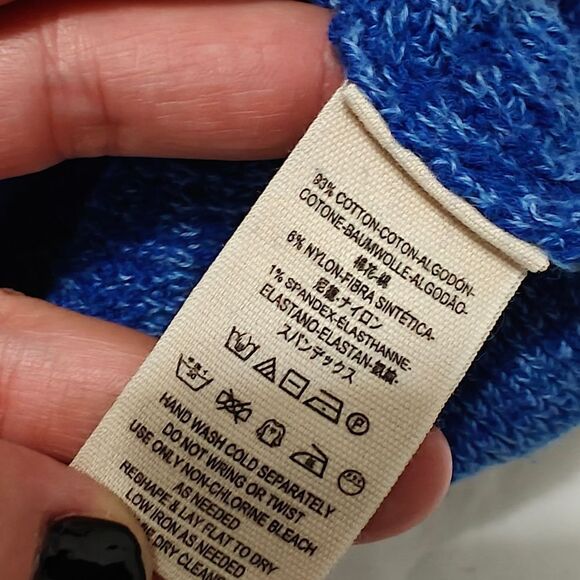 93% COTTON-COTON-ALGODÓN-
COTONE-BAUMWOLLE-ALGODÃO-
棉花-綿
6% NYLON-FIBRA SINTÉTICA-
尼龍-ナイロン
1% SPANDEX-ÉLASTHANNE-
ELASTANO-ELASTAN-
スパンデックス
P
HAND WASH COLD SEPARATELY
DO NOT WRING OR TWIST
USE ONLY NON-CHLORINE BLEACH
AS NEEDED
RESHAPE & LAY FLAT TO DRY
LOW IRON AS NEEDED
DRY CLEAN